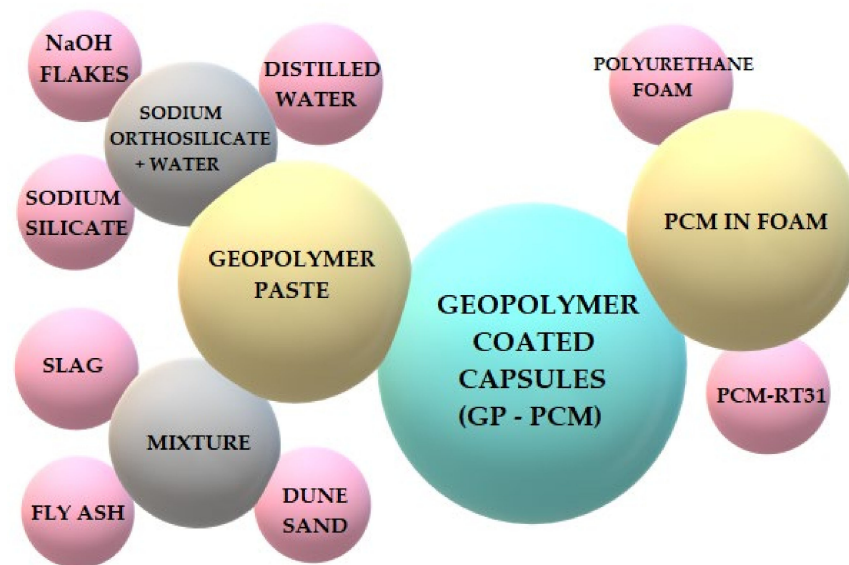 NaOH
FLAKES
DISTILLED
WATER
SODIUM
ORTHOSILICATE
+ WATER
SODIUM
SILICATE
GEOPOLYMER
PASTE
SLAG
MIXTURE
FLY ASH
DUNE
SAND
GEOPOLYMER
COATED
CAPSULES
(GP - PCM)
POLYURETHANE
FOAM
PCM IN FOAM
PCM-RT31